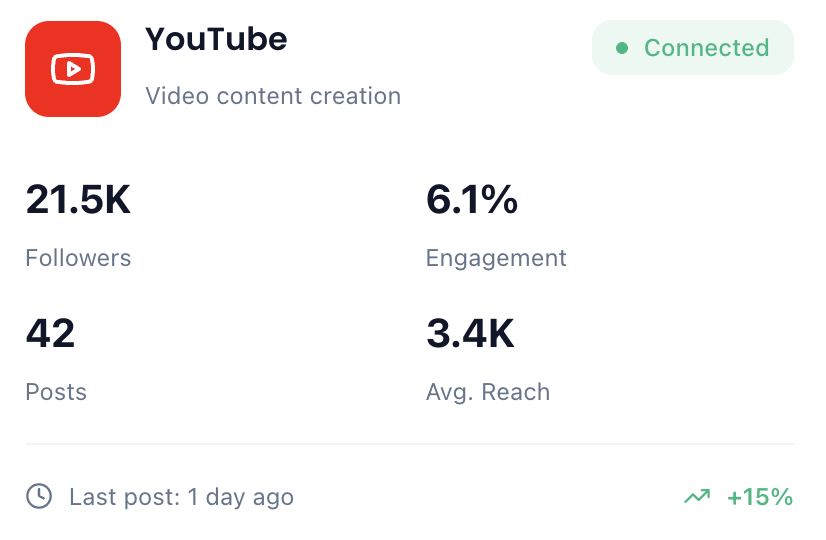 YouTube
Connected
Video content creation
21.5K
6.1%
Followers
Engagement
42
3.4K
Posts
Avg. Reach
Last post: 1 day ago
+15%